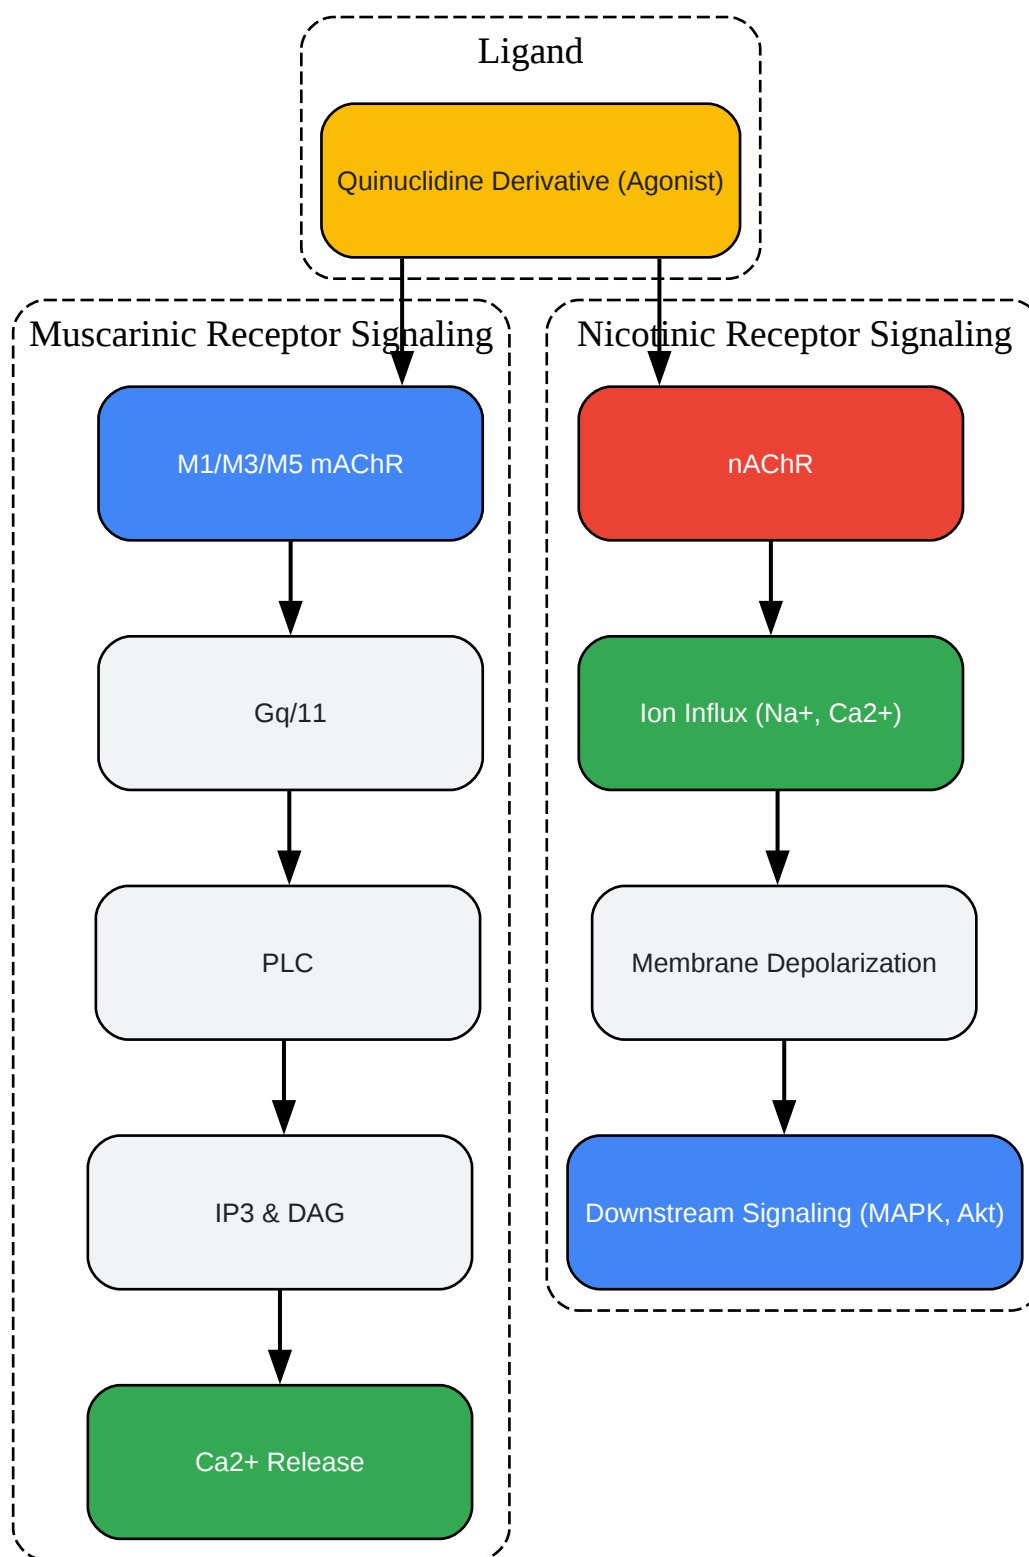 Ligand
Quinuclidine Derivative (Agonist)
Muscarinic Receptor Signaling
M1/M3/M5 mAChR
Gq/11
PLC
IP3 & DAG
Ca2+ Release
Nicotinic Receptor Signaling
nAChR
Ion Influx (Na+, Ca2+)
Membrane Depolarization
Downstream Signaling (MAPK, Akt)